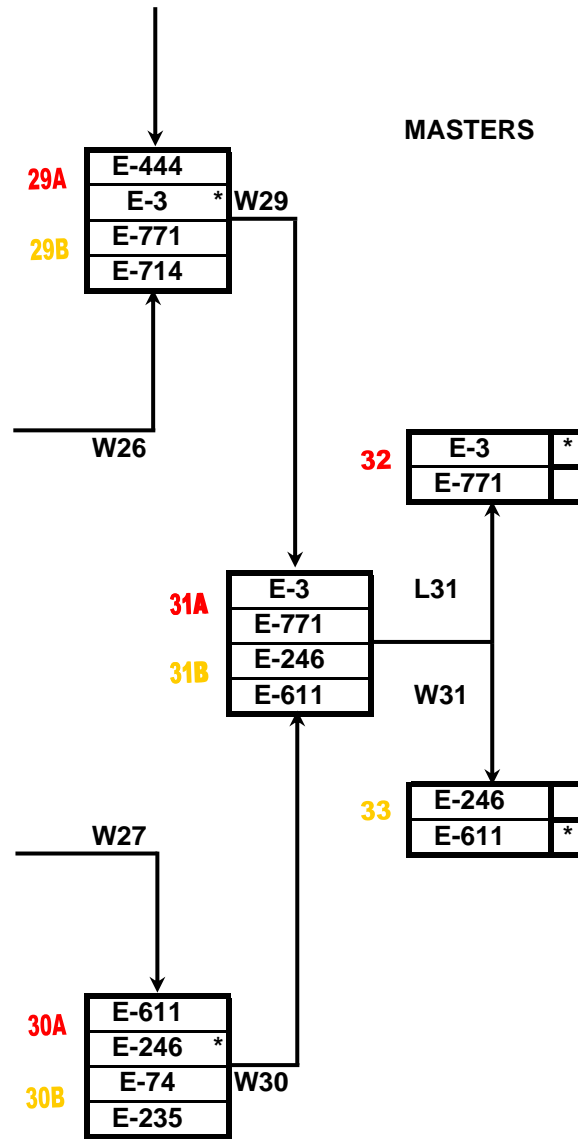 MASTERS
29A
E-444
E-3 * W29
29B
E-771
E-714
W26
32
E-3 *
E-771
31A
E-3
L31
E-771
31B
E-246
E-611
W31
33
E-246
E-611 *
W27
30A
E-611
E-246 *
30B
E-74
W30
E-235